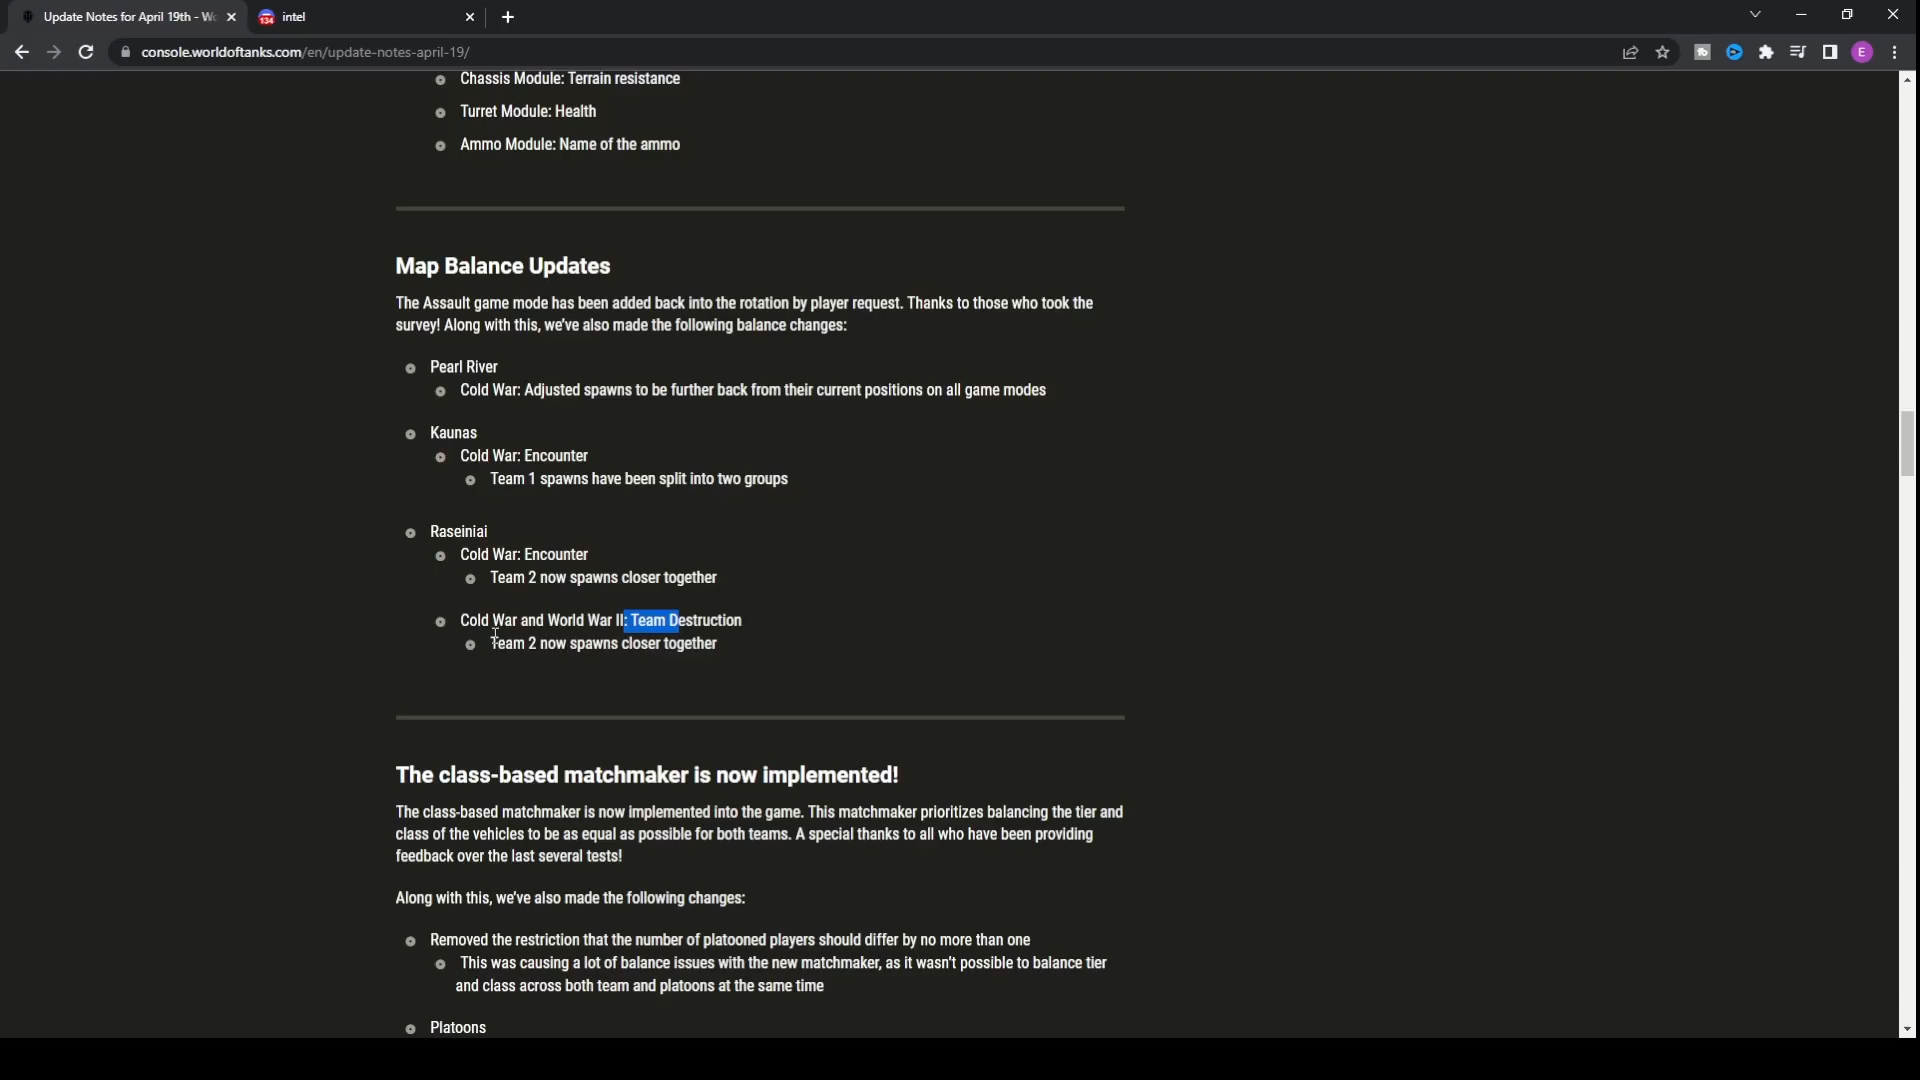 Update Notes for April 19th - Wo
134
intel
console.worldoftanks.com/en/update-notes-april-19/
E
Chassis Module: Terrain resistance
Turret Module: Health
Ammo Module: Name of the ammo
Map Balance Updates
The Assault game mode has been added back into the rotation by player request. Thanks to those who took the
survey! Along with this, we've also made the following balance changes:
Pearl River
Cold War: Adjusted spawns to be further back from their current positions on all game modes
Kaunas
Cold War: Encounter
Team 1 spawns have been split into two groups
Raseiniai
Cold War: Encounter
Team 2 now spawns closer together
Cold War and World War II: Team Destruction
Team 2 now spawns closer together
The class-based matchmaker is now implemented!
The class-based matchmaker is now implemented into the game. This matchmaker prioritizes balancing the tier and
class of the vehicles to be as equal as possible for both teams. A special thanks to all who have been providing
feedback over the last several tests!
Along with this, we've also made the following changes:
Removed the restriction that the number of platooned players should differ by no more than one
This was causing a lot of balance issues with the new matchmaker, as it wasn't possible to balance tier
and class across both team and platoons at the same time
Platoons